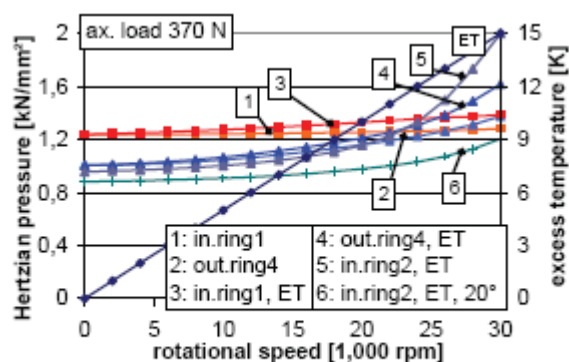 ax. load 370 N
Hertzian pressure [kN/mm²]
2
1,6
1,2
0,8
0,4
0
excess temperature [K]
15
12
9
6
3
0
ET
5
4
3
1
2
6
1: in.ring1
2: out.ring4
3: in.ring1, ET
4: out.ring4, ET
5: in.ring2, ET
6: in.ring2, ET, 20°
0 5 10 15 20 25 30
rotational speed [1,000 rpm]